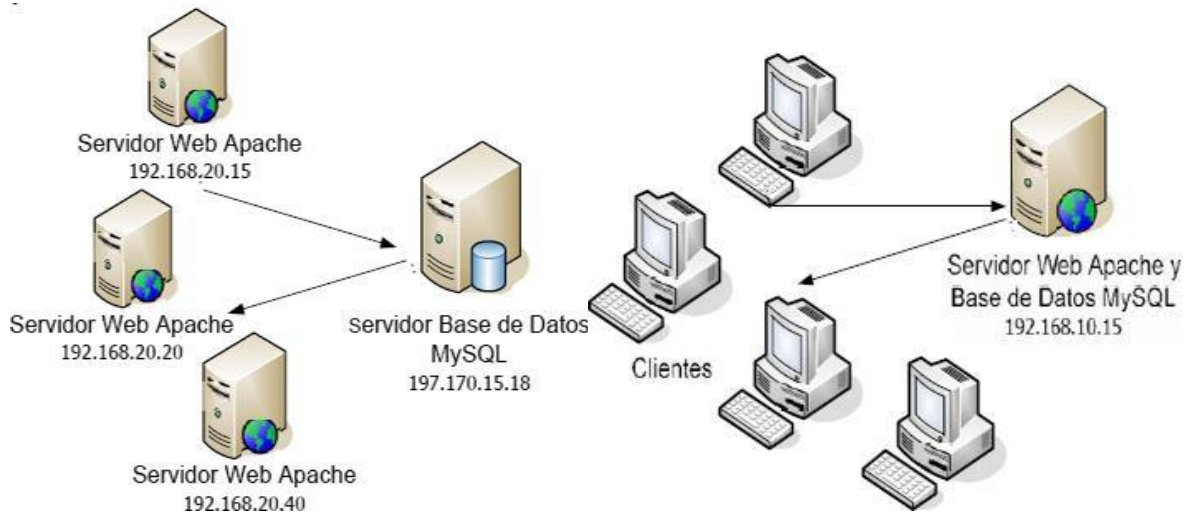 Servidor Web Apache
192.168.20.15
Servidor Web Apache
192.168.20.20
Servidor Web Apache
192.168.20.40
servidor Base de Datos
MySQL
197.170.15.18
Clientes
Servidor Web Apache y
Base de Datos MySQL
192.168.10.15